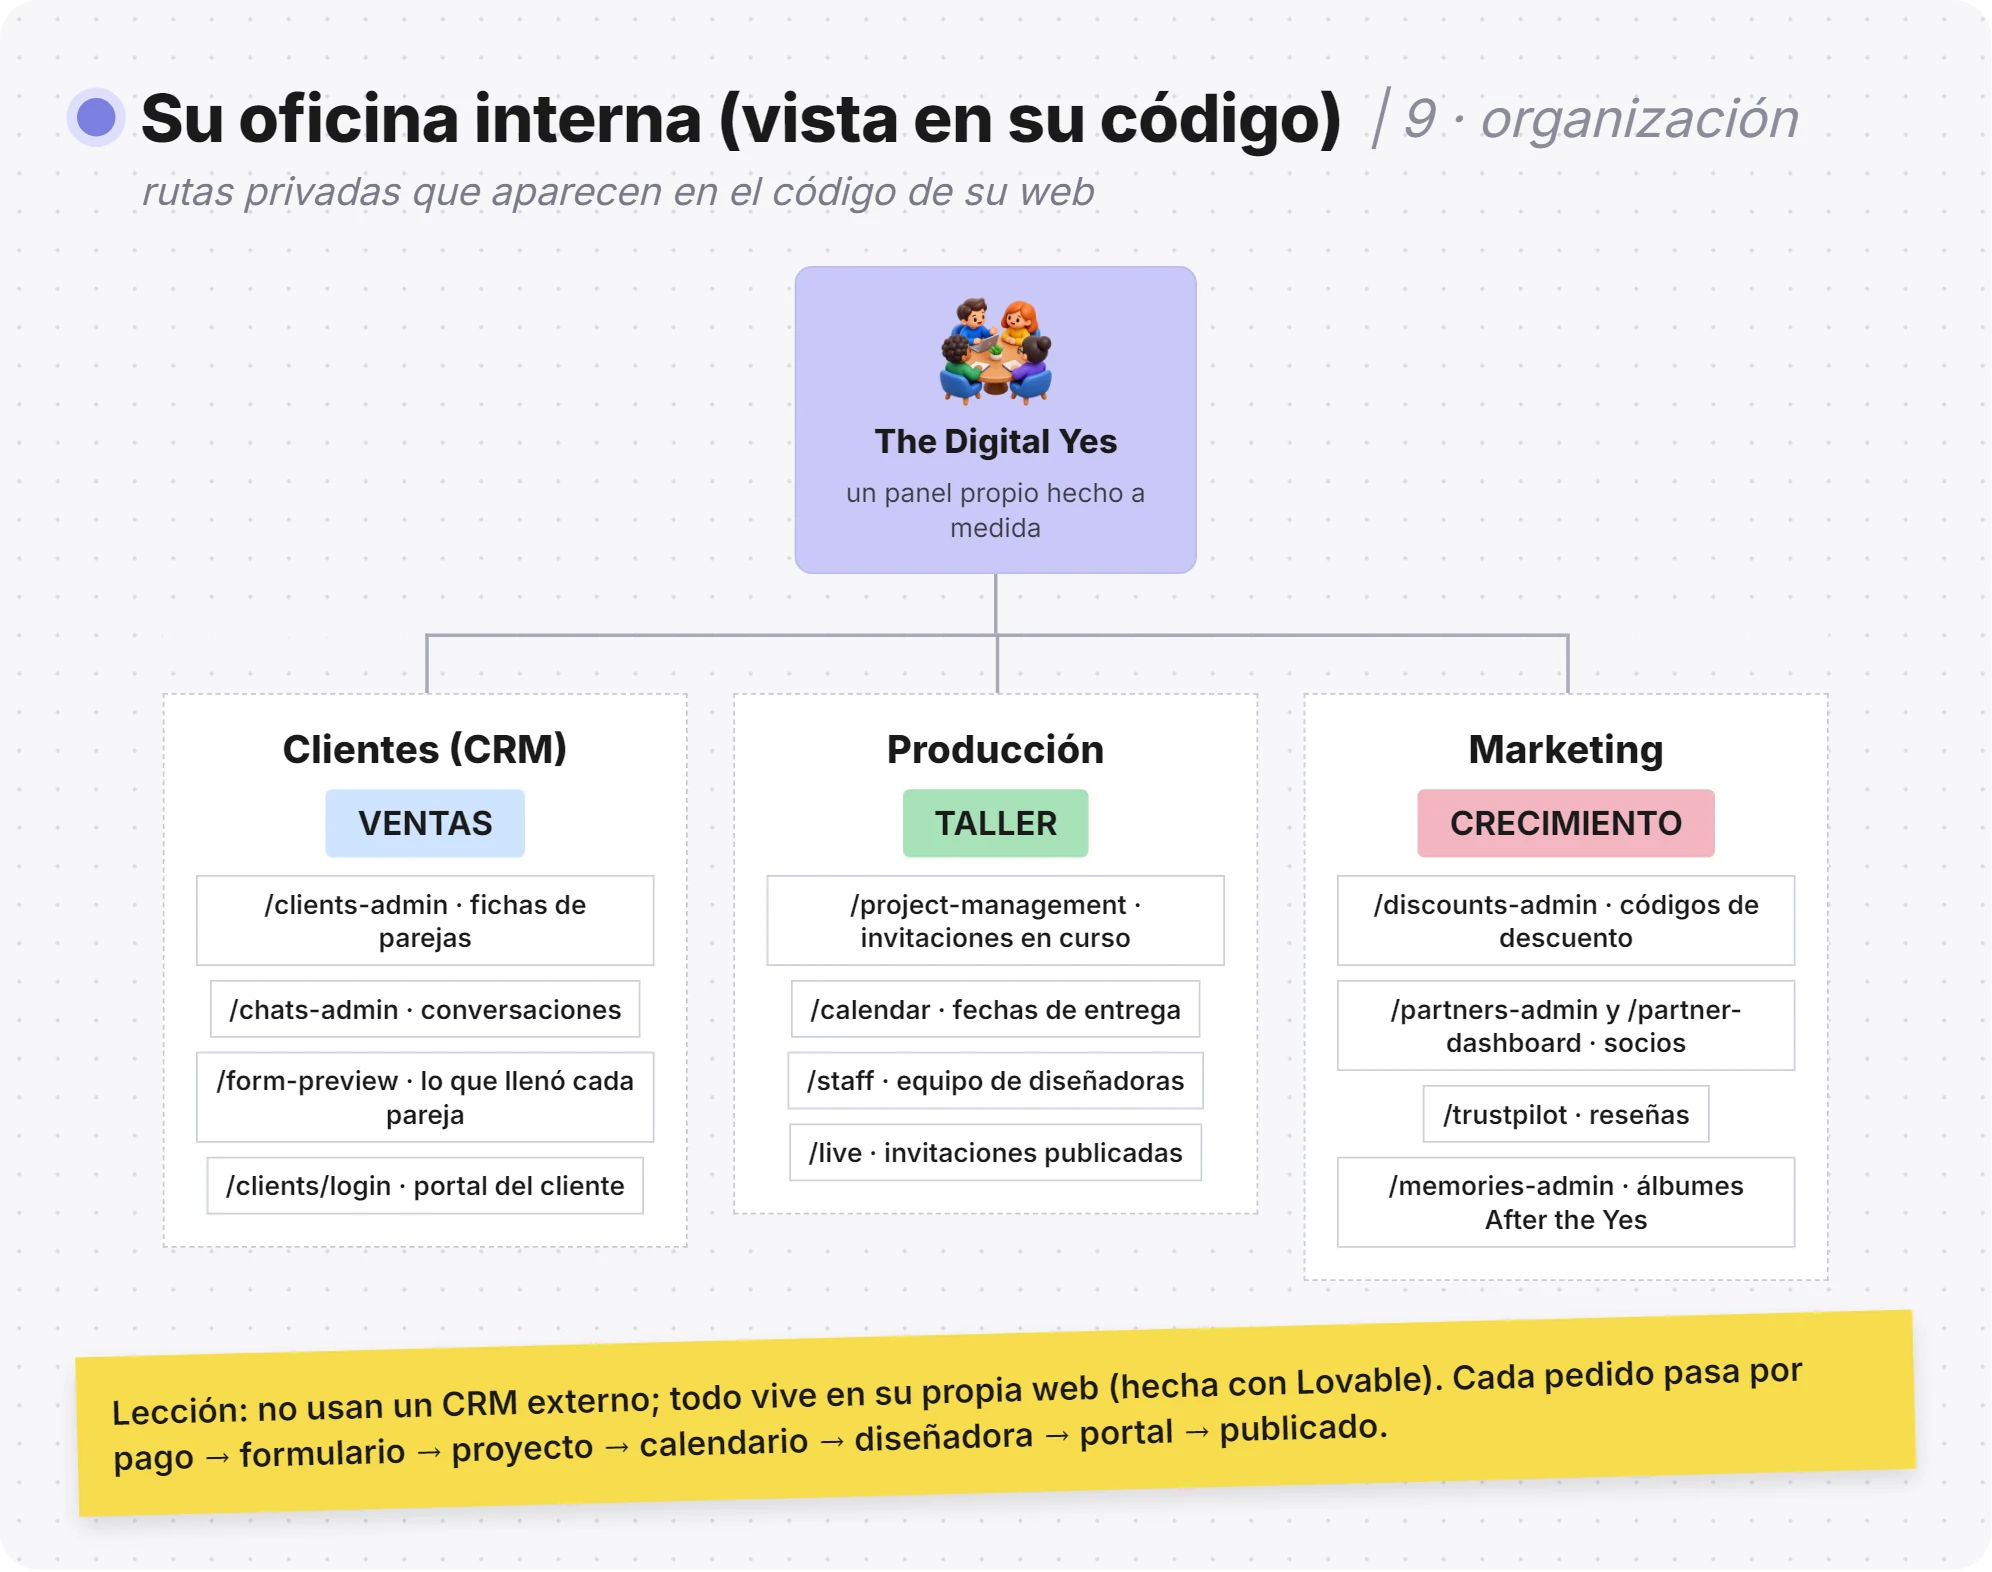 Su oficina interna (vista en su código) | 9 · organización
rutas privadas que aparecen en el código de su web
The Digital Yes
un panel propio hecho a
medida
Clientes (CRM)
VENTAS
/clients-admin · fichas de
parejas
/chats-admin · conversaciones
/form-preview · lo que llenó cada
pareja
/clients/login · portal del cliente
Producción
TALLER
/project-management ·
invitaciones en curso
/calendar · fechas de entrega
/staff · equipo de diseñadoras
/live · invitaciones publicadas
Marketing
CRECIMIENTO
/discounts-admin · códigos de
descuento
/partners-admin y /partner-
dashboard · socios
/trustpilot · reseñas
/memories-admin · álbumes
After the Yes
Lección: no usan un CRM externo; todo vive en su propia web (hecha con Lovable). Cada pedido pasa por
pago → formulario → proyecto → calendario → diseñadora → portal → publicado.